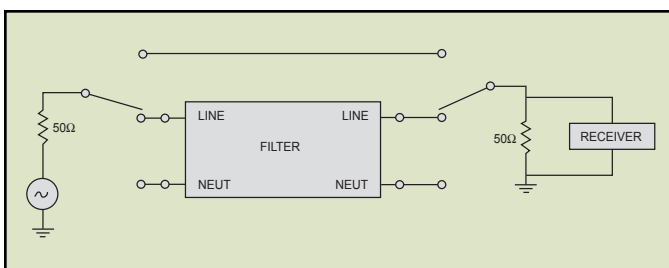 LINE LINE
50Ω
FILTER
50Ω
RECEIVER
NEUT NEUT